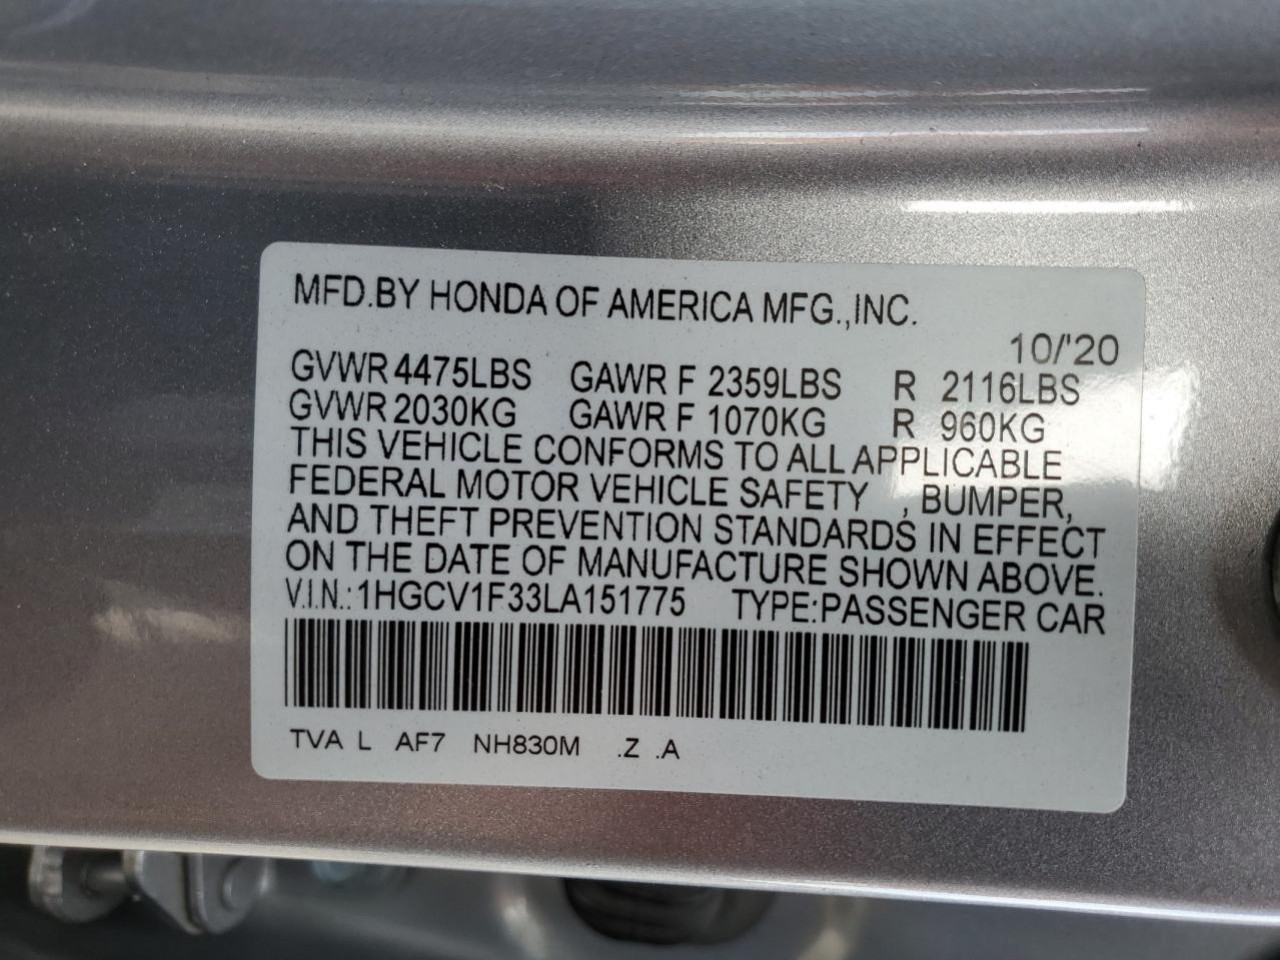 MFD.BY HONDA OF AMERICA MFG.,INC.
10/'20
GVWR 4475LBS GAWR F 2359LBS R 2116LBS
GVWR 2030KG GAWR F 1070KG R 960KG
THIS VEHICLE CONFORMS TO ALL APPLICABLE
FEDERAL MOTOR VEHICLE SAFETY , BUMPER,
AND THEFT PREVENTION STANDARDS IN EFFECT
ON THE DATE OF MANUFACTURE SHOWN ABOVE.
V.I.N.:1HGCV1F33LA151775 TYPE:PASSENGER CAR
TVA L AF7 NH830M .Z .A